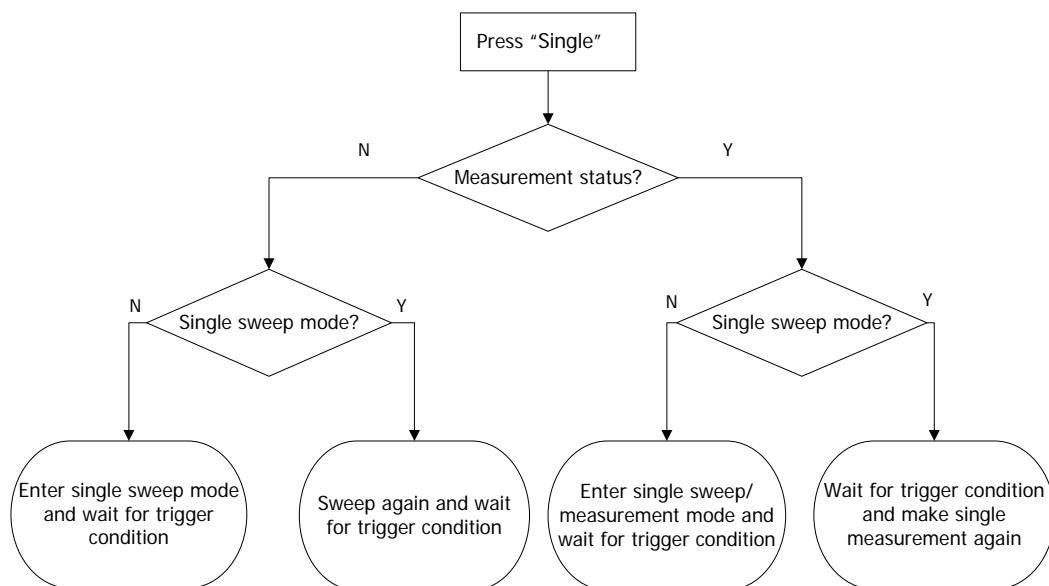 Press “Single”
N
Y
Measurement status?
N
Y
N
Y
Single sweep mode?
Single sweep mode?
Enter single sweep mode
and wait for trigger
condition
Sweep again and wait
for trigger condition
Enter single sweep/
measurement mode and
wait for trigger condition
Wait for trigger condition
and make single
measurement again